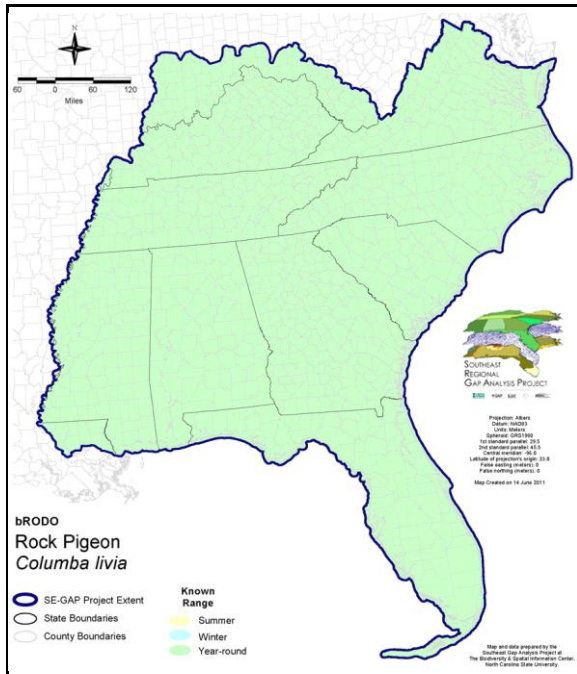 N
60 0 60 120
Miles
SOUTHEAST
REGIONAL
GAP ANALYSIS PROJECT
Projection: Albers
Datum: NAD83
Units: Meters
Spheroid: GRS1980
1st standard parallel: 29.5
2nd standard parallel: 45.5
Central meridian: -96.0
Latitude of projection's origin: 23.0
False easting (meters): 0
False northing (meters): 0
Map Created on 14 June 2011
bRODO
Rock Pigeon
Columba livia
SE-GAP Project Extent
State Boundaries
County Boundaries
Known
Range
Summer
Winter
Year-round
Map and data prepared by the
Southeast Gap Analysis Project at
The Biodiversity & Spatial Information Center,
North Carolina State University.